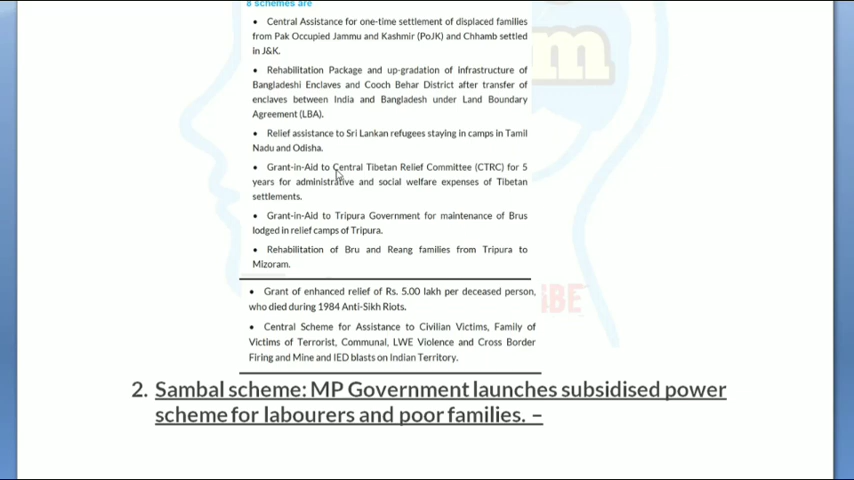 8 schemes are
• Central Assistance for one-time settlement of displaced families
from Pak Occupied Jammu and Kashmir (PoJK) and Chhamb settled
in J&K.
• Rehabilitation Package and up-gradation of infrastructure of
Bangladeshi Enclaves and Cooch Behar District after transfer of
enclaves between India and Bangladesh under Land Boundary
Agreement (LBA).
• Relief assistance to Sri Lankan refugees staying in camps in Tamil
Nadu and Odisha.
• Grant-in-Aid to Central Tibetan Relief Committee (CTRC) for 5
years for administrative and social welfare expenses of Tibetan
settlements.
• Grant-in-Aid to Tripura Government for maintenance of Brus
lodged in relief camps of Tripura.
• Rehabilitation of Bru and Reang families from Tripura to
Mizoram.
• Grant of enhanced relief of Rs. 5.00 lakh per deceased person,
who died during 1984 Anti-Sikh Riots.
• Central Scheme for Assistance to Civilian Victims, Family of
Victims of Terrorist, Communal, LWE Violence and Cross Border
Firing and Mine and IED blasts on Indian Territory.
2. Sambal scheme: MP Government launches subsidised power
scheme for labourers and poor families. –